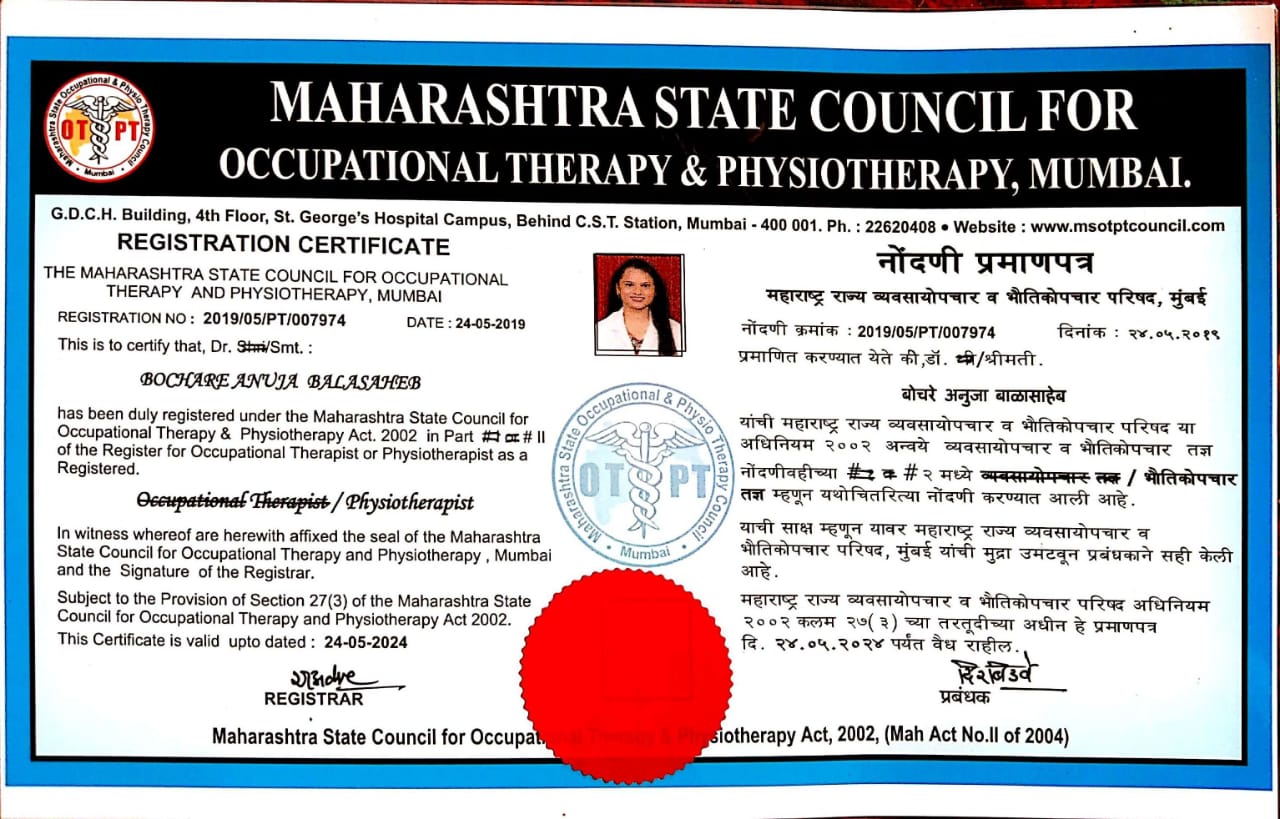 MAHARASHTRA STATE COUNCIL FOR
OCCUPATIONAL THERAPY & PHYSIOTHERAPY, MUMBAI.
Maharashtra State Occupational & Physio Therapy Council
OT PT
Mumbai
G.D.C.H. Building, 4th Floor, St. George's Hospital Campus, Behind C.S.T. Station, Mumbai - 400 001. Ph. : 22620408 • Website : www.msotptcouncil.com
REGISTRATION CERTIFICATE
THE MAHARASHTRA STATE COUNCIL FOR OCCUPATIONAL
THERAPY AND PHYSIOTHERAPY, MUMBAI
REGISTRATION NO : 2019/05/PT/007974 DATE : 24-05-2019
This is to certify that, Dr. Shri/Smt. :
BOCHARE ANUJA BALASAHEB
has been duly registered under the Maharashtra State Council for
Occupational Therapy & Physiotherapy Act. 2002 in Part #I or # II
of the Register for Occupational Therapist or Physiotherapist as a
Registered.
Occupational Therapist / Physiotherapist
In witness whereof are herewith affixed the seal of the Maharashtra
State Council for Occupational Therapy and Physiotherapy , Mumbai
and the Signature of the Registrar.
Subject to the Provision of Section 27(3) of the Maharashtra State
Council for Occupational Therapy and Physiotherapy Act 2002.
This Certificate is valid upto dated : 24-05-2024
REGISTRAR
Maharashtra State Occupational & Physio Therapy Council
OT PT
Mumbai
नोंदणी प्रमाणपत्र
महाराष्ट्र राज्य व्यवसायोपचार व भौतिकोपचार परिषद, मुंबई
नोंदणी क्रमांक : 2019/05/PT/007974 दिनांक : २४.०५.२०१९
प्रमाणित करण्यात येते की,डॉ. श्री/श्रीमती.
बोचरे अनुजा बाळासाहेब
यांची महाराष्ट्र राज्य व्यवसायोपचार व भौतिकोपचार परिषद या
अधिनियम २००२ अन्वये व्यवसायोपचार व भौतिकोपचार तज्ञ
नोंदणीवहीच्या #१ व # २ मध्ये व्यवसायोपचार तज्ञ / भौतिकोपचार
तज्ञ म्हणून यथोचितरित्या नोंदणी करण्यात आली आहे.
याची साक्ष म्हणून यावर महाराष्ट्र राज्य व्यवसायोपचार व
भौतिकोपचार परिषद, मुंबई यांची मुद्रा उमटवून प्रबंधकाने सही केली
आहे.
महाराष्ट्र राज्य व्यवसायोपचार व भौतिकोपचार परिषद अधिनियम
२००२ कलम २७(३) च्या तरतूदीच्या अधीन हे प्रमाणपत्र
दि. २४.०५.२०२४ पर्यंत वैध राहील.
प्रबंधक
Maharashtra State Council for Occupational Therapy & Physiotherapy Act, 2002, (Mah Act No.II of 2004)